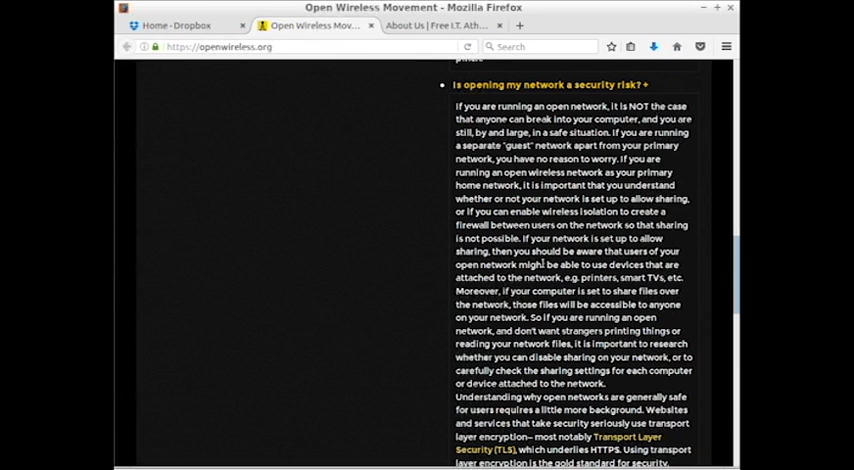 Open Wireless Movement - Mozilla Firefox
Home - Dropbox
Open Wireless Mov...
About Us | Free I.T. Ath...
https://openwireless.org
Search
Is opening my network a security risk? +
If you are running an open network, it is NOT the case
that anyone can break into your computer, and you are
still, by and large, in a safe situation. If you are running
a separate "guest" network apart from your primary
network, you have no reason to worry. If you are
running an open wireless network as your primary
home network, it is important that you understand
whether or not your network is set up to allow sharing,
or if you can enable wireless isolation to create a
firewall between users on the network so that sharing
is not possible. If your network is set up to allow
sharing, then you should be aware that users of your
open network might be able to use devices that are
attached to the network, e.g. printers, smart TVs, etc.
Moreover, if your computer is set to share files over
the network, those files will be accessible to anyone
on your network. So if you are running an open
network, and don't want strangers printing things or
reading your network files, it is important to research
whether you can disable sharing on your network, or to
carefully check the sharing settings for each computer
or device attached to the network.
Understanding why open networks are generally safe
for users requires a little more background. Websites
and services that take security seriously use transport
layer encryption– most notably Transport Layer
Security (TLS), which underlies HTTPS. Using transport
layer encryption is the gold standard for security.